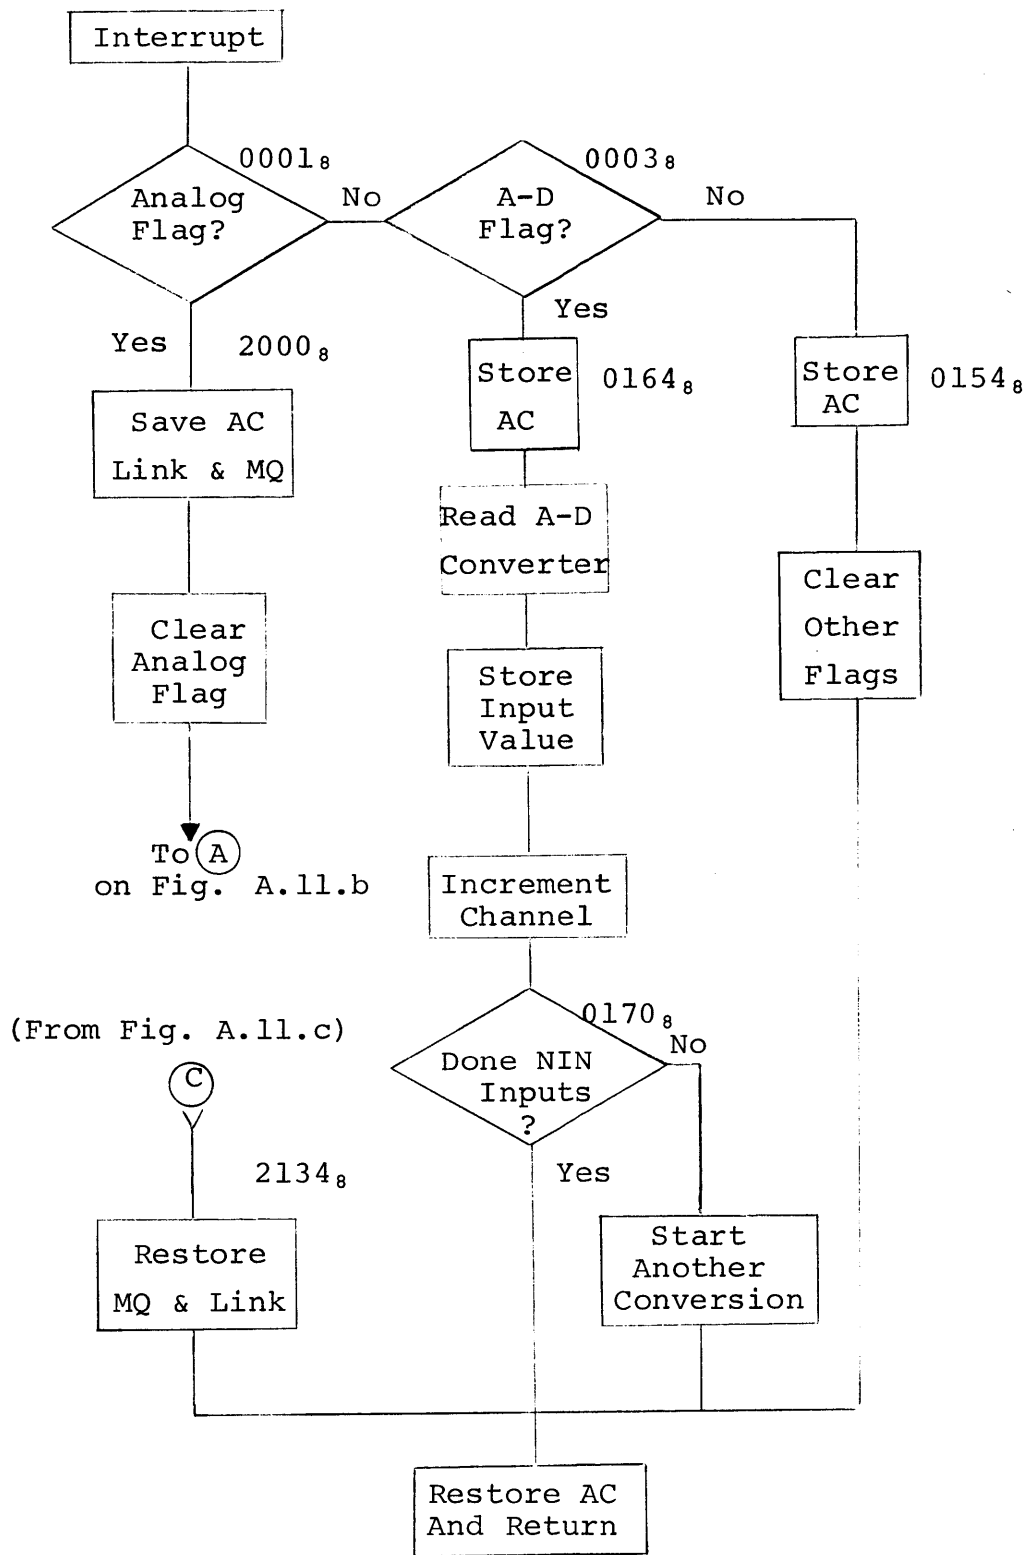 Interrupt
0001₈
Analog
Flag?
No
0003₈
A-D
Flag?
No
Yes
2000₈
Save AC
Link & MQ
Clear
Analog
Flag
To A
on Fig. A.11.b
Yes
Store
AC
0164₈
Read A-D
Converter
Store
Input
Value
Increment
Channel
0170₈
Done NIN
Inputs
?
No
Yes
Start
Another
Conversion
Store
AC
0154₈
Clear
Other
Flags
(From Fig. A.11.c)
C
2134₈
Restore
MQ & Link
Restore AC
And Return